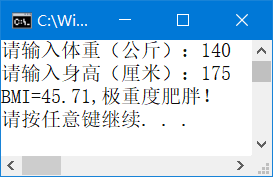 C:\Wi...
请输入体重（公斤）：140
请输入身高（厘米）：175
BMI=45.71,极重度肥胖！
请按任意键继续. . .